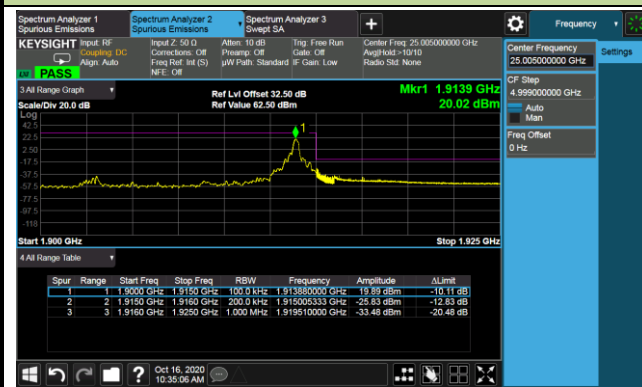 Spectrum Analyzer 1
Spurious Emissions
Spectrum Analyzer 2
Spurious Emissions
Spectrum Analyzer 3
Swept SA
+
Frequency
KEYSIGHT
Input: RF
Coupling: DC
Align: Auto
Input Z: 50 Ω
Corrections: Off
Freq Ref: Int (S)
NFE: Off
Atten: 10 dB
Preamp: Off
µW Path: Standard
Trig: Free Run
Gate: Off
IF Gain: Low
Center Freq: 25.005000000 GHz
Avg|Hold:>10/10
Radio Std: None
LM PASS
Center Frequency
25.005000000 GHz
Settings
CF Step
4.999000000 GHz
Auto
Man
Freq Offset
0 Hz
3 All Range Graph
Scale/Div 20.0 dB
Ref Lvl Offset 32.50 dB
Ref Value 62.50 dBm
Mkr1 1.9139 GHz
20.02 dBm
Log
42.5
22.5
2.50
-17.5
-37.5
-57.5
-77.5
-97.5
-118
1
Start 1.900 GHz
Stop 1.925 GHz
4 All Range Table
Spur Range Start Freq Stop Freq RBW Frequency Amplitude ΔLimit
1 1 1.9000 GHz 1.9150 GHz 100.0 kHz 1.913880000 GHz 19.89 dBm -10.11 dB
2 2 1.9150 GHz 1.9160 GHz 200.0 kHz 1.915005333 GHz -25.83 dBm -12.83 dB
3 3 1.9160 GHz 1.9250 GHz 1.000 MHz 1.919510000 GHz -33.48 dBm -20.48 dB
?
Oct 16, 2020
10:35:06 AM